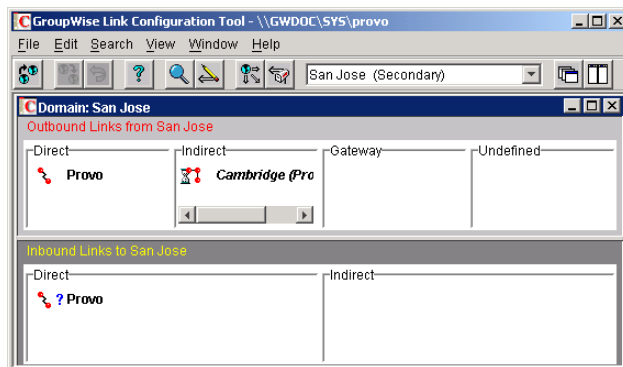 GroupWise Link Configuration Tool - \\GWDOC\SYS\provo
File Edit Search View Window Help
San Jose (Secondary)
Domain: San Jose
Outbound Links from San Jose
Direct Indirect Gateway Undefined
Provo Cambridge (Pro
Inbound Links to San Jose
Direct Indirect
? Provo